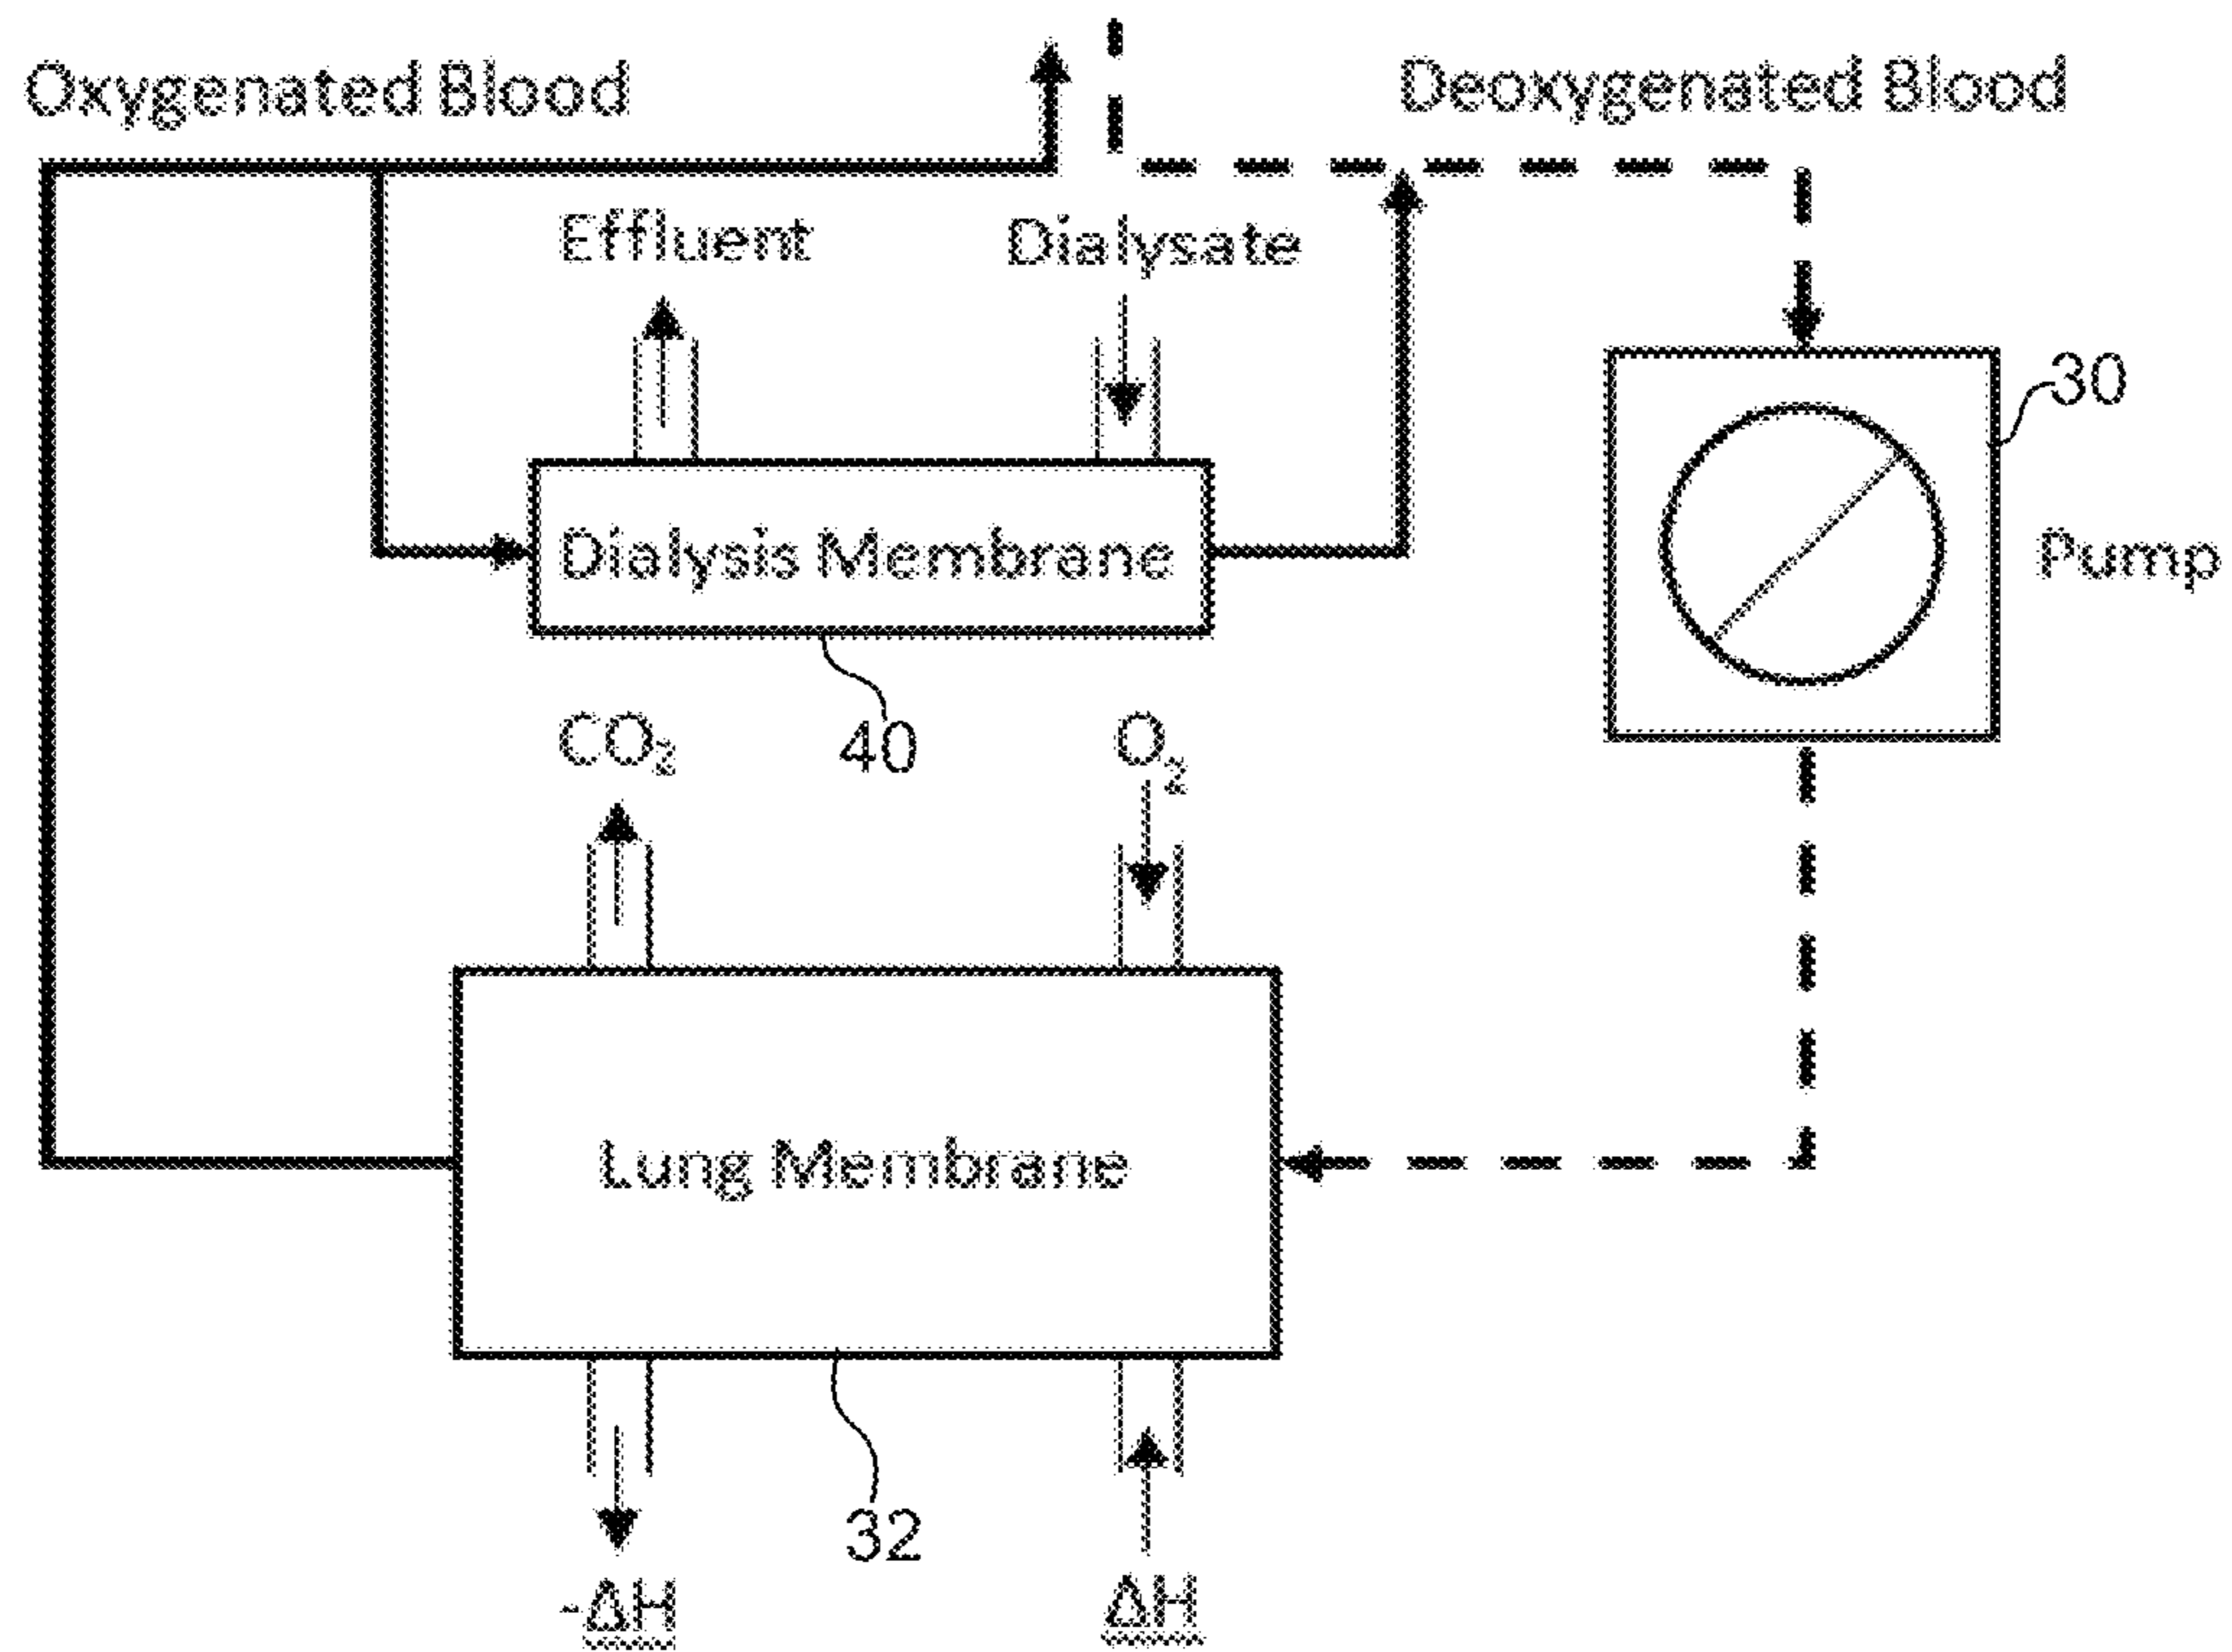 Oxygenated Blood
Deoxygenated Blood
Effluent
Dialysate
30
Dialysis Membrane
Pump
CO₂
40
O₂
Lung Membrane
32
-ΔH
ΔH